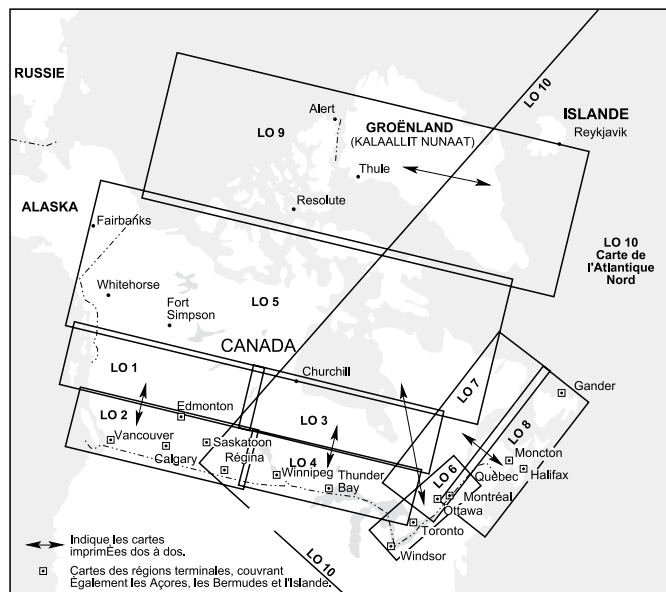 RUSSIE
LO 10
ISLANDE
Reykjavik
Alert
LO 9
GROËNLAND
(KALAALLIT NUNAAT)
Thule
Resolute
ALASKA
Fairbanks
LO 10
Carte de
l'Atlantique
Nord
Whitehorse
LO 5
Fort
Simpson
CANADA
LO 1
Churchill
LO 7
Gander
LO 2
Edmonton
LO 3
LO 8
Vancouver
Saskatoon
Moncton
Calgary
Régina
LO 4
Winnipeg
Thunder
Bay
LO 6
Quèbec
Halifax
Montréal
Ottawa
Toronto
Windsor
LO 10
Indique les cartes
imprimÈes dos à dos.
Cartes des régions terminales, couvrant
Également les Açores, les Bermudes et l'Islande.